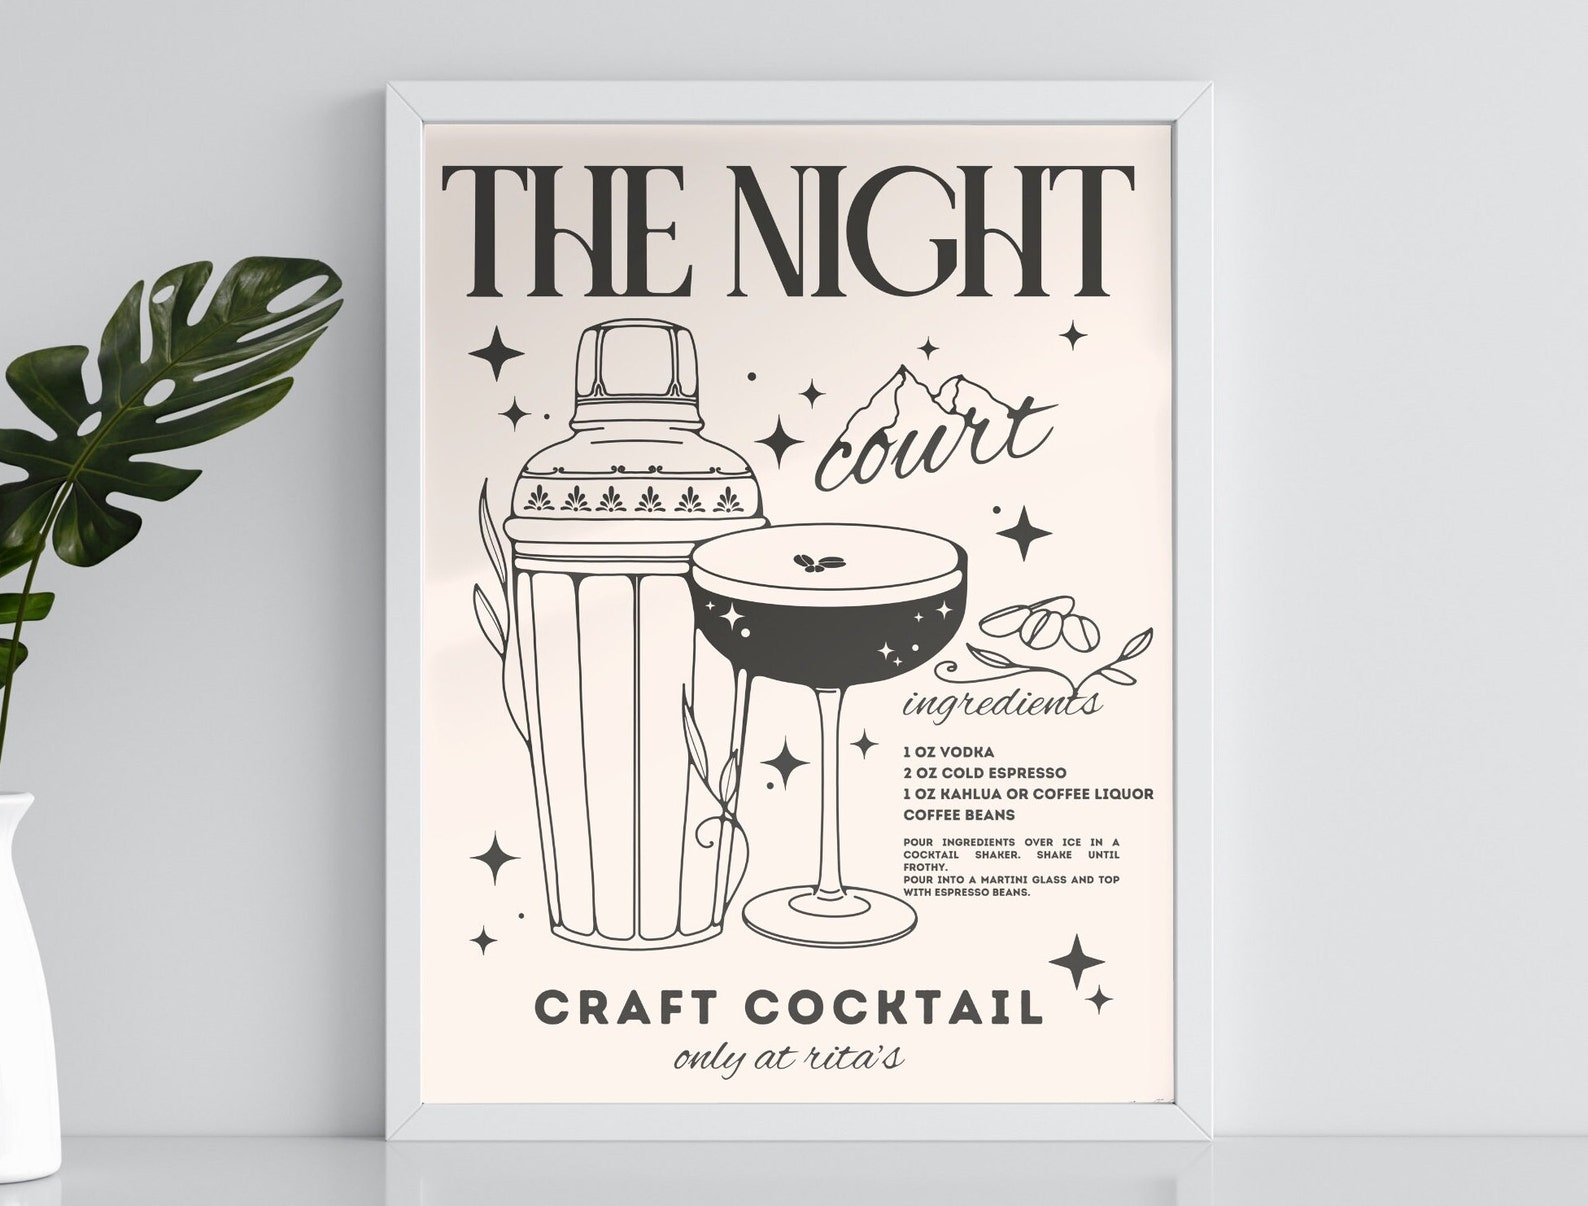 THE NIGHT
court
ingredients
1 OZ VODKA
2 OZ COLD ESPRESSO
1 OZ KAHLUA OR COFFEE LIQUOR
COFFEE BEANS
POUR INGREDIENTS OVER ICE IN A
COCKTAIL SHAKER. SHAKE UNTIL
FROTHY.
POUR INTO A MARTINI GLASS AND TOP
WITH ESPRESSO BEANS.
CRAFT COCKTAIL
only at rita's